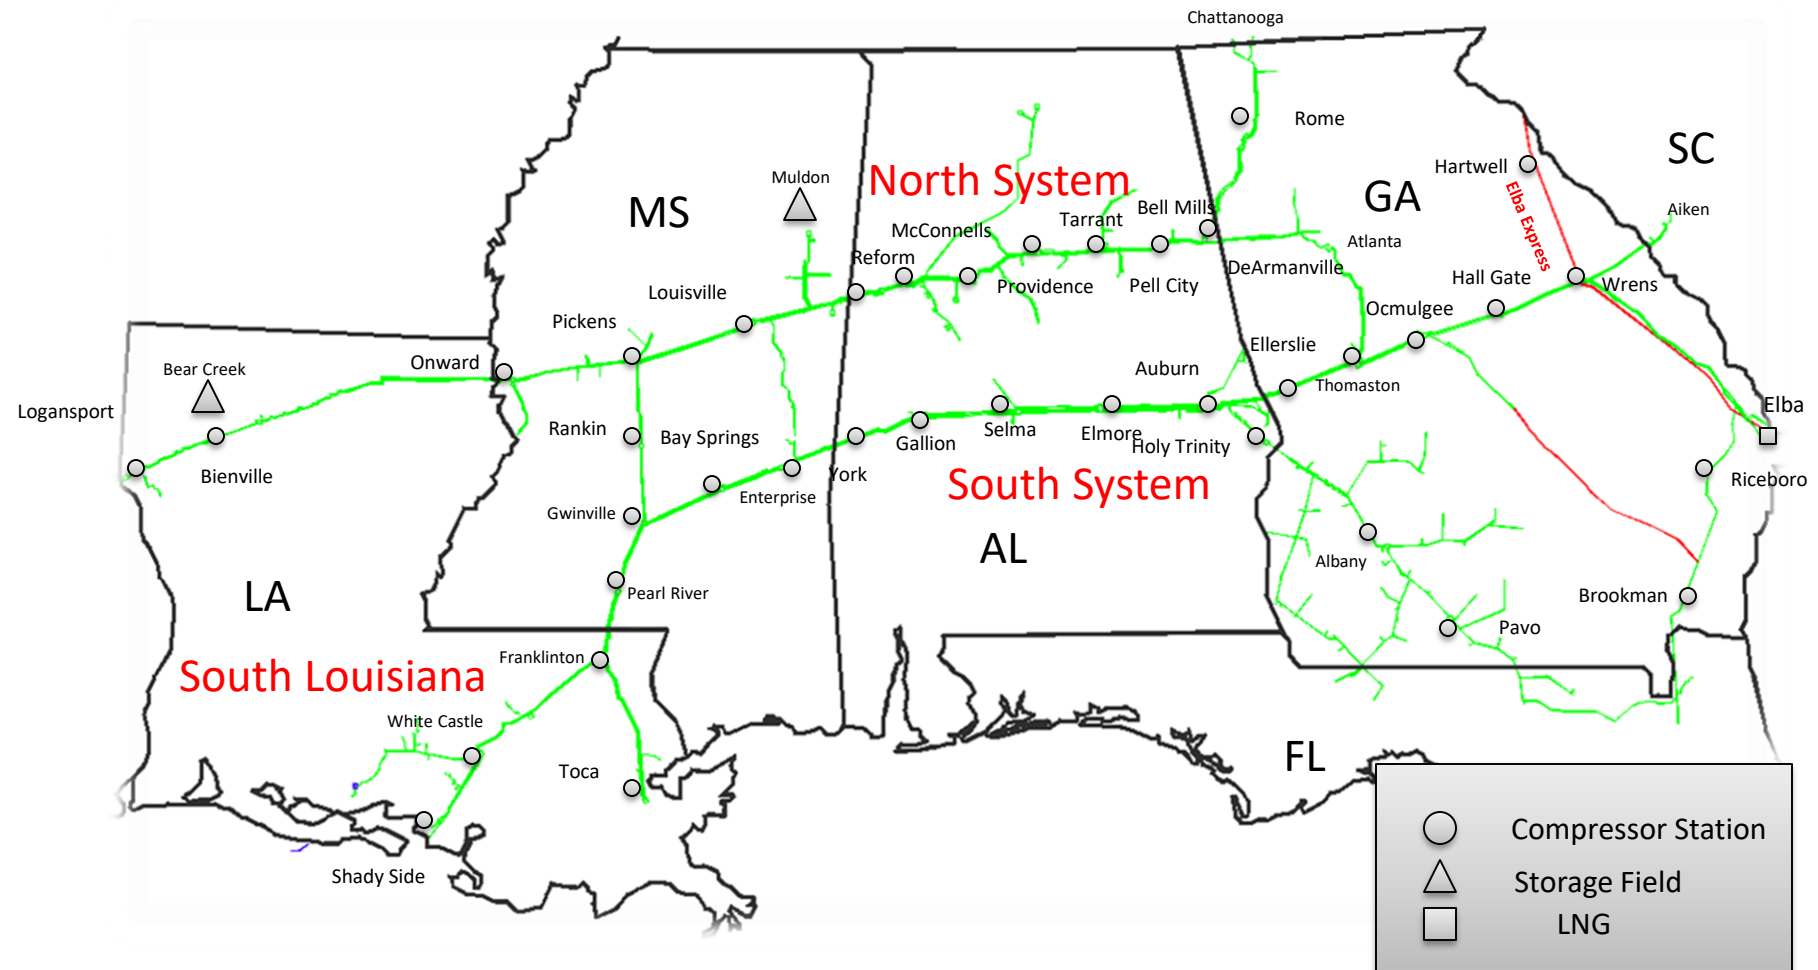 Chattanooga
Rome
SC
Hartwell
Muldon
North System
GA
MS
Elba Express
Aiken
Bell Mills
Tarrant
McConnells
Atlanta
Reform
DeArmanville
Hall Gate
Wrens
Louisville
Providence
Pell City
Ocmulgee
Pickens
Ellerslie
Onward
Bear Creek
Auburn
Thomaston
Logansport
Elba
Rankin
Bay Springs
Gallion
Selma
Elmore
Holy Trinity
Bienville
York
South System
Riceboro
Enterprise
Gwinville
AL
Albany
LA
Pearl River
Brookman
Pavo
Franklinton
South Louisiana
White Castle
FL
Toca
Shady Side
Compressor Station
Storage Field
LNG